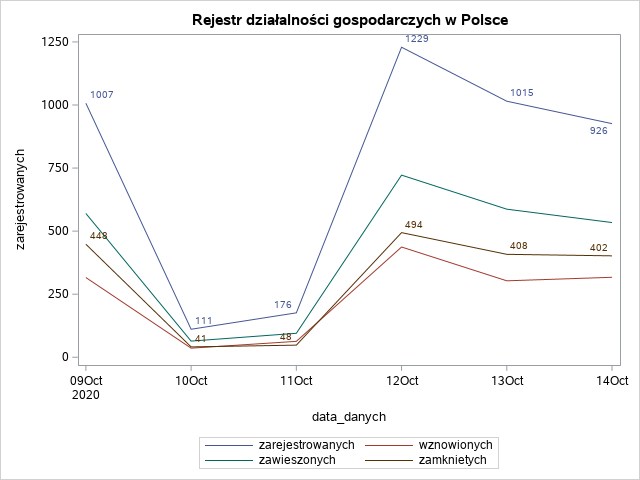 Rejestr działalności gospodarczych w Polsce
1250
1000
750
500
250
0
zarejestrowanych
1007
111
176
1229
1015
926
448
41
48
494
408
402
09Oct
2020
10Oct
11Oct
12Oct
13Oct
14Oct
data_danych
zarejestrowanych wznowionych
zawieszonych zamknietych